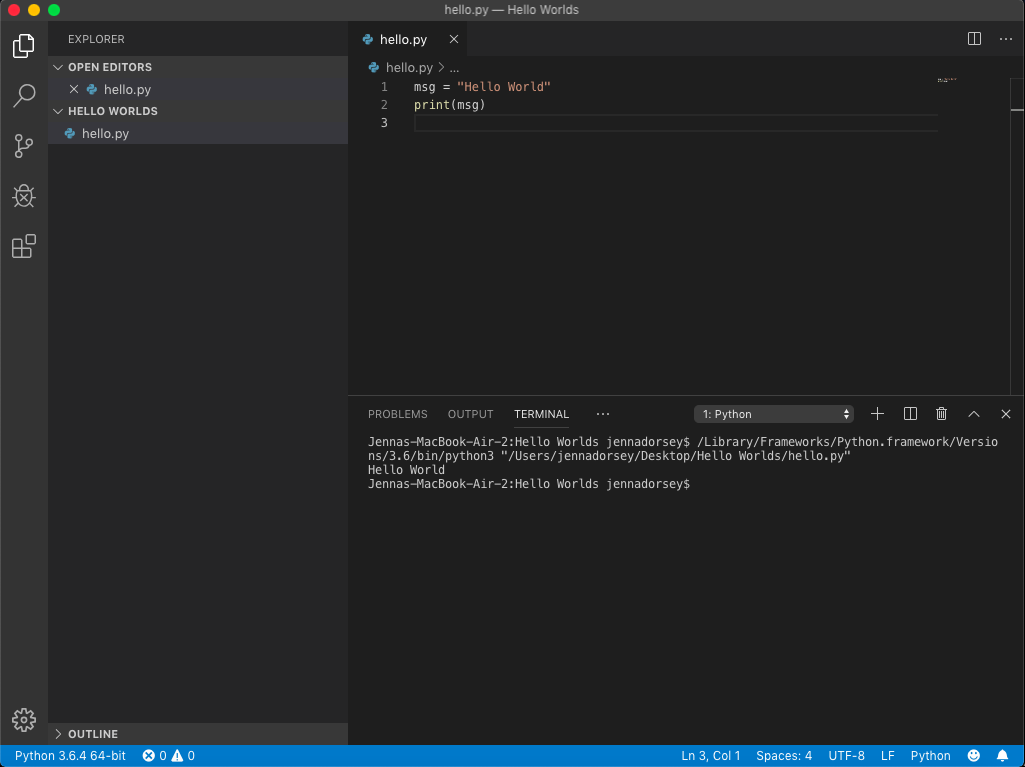 hello.py — Hello Worlds
EXPLORER
OPEN EDITORS
hello.py
HELLO WORLDS
hello.py
OUTLINE
hello.py
hello.py > ...
1 msg = "Hello World"
2 print(msg)
3
PROBLEMS OUTPUT TERMINAL ... 1: Python
Jennas-MacBook-Air-2:Hello Worlds jennadorsey$ /Library/Frameworks/Python.framework/Versio
ns/3.6/bin/python3 "/Users/jennadorsey/Desktop/Hello Worlds/hello.py"
Hello World
Jennas-MacBook-Air-2:Hello Worlds jennadorsey$
Python 3.6.4 64-bit 0 0 Ln 3, Col 1 Spaces: 4 UTF-8 LF Python